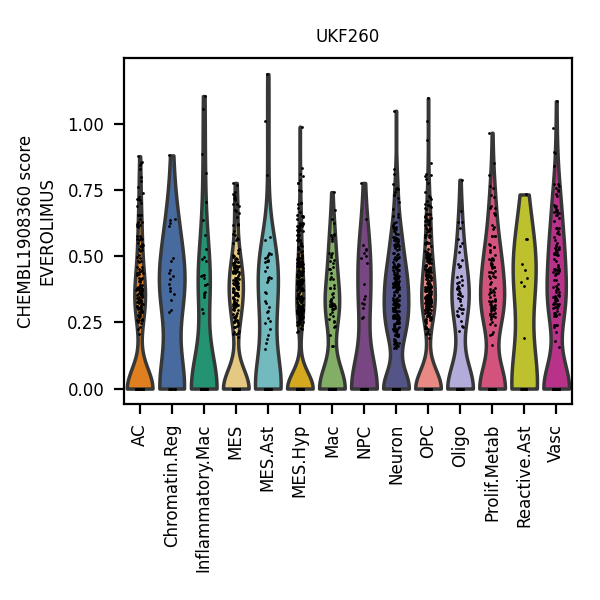 UKF260
CHEMBL1908360 score
EVEROLIMUS
1.00
0.75
0.50
0.25
0.00
AC
Chromatin.Reg
Inflammatory.Mac
MES
MES.Ast
MES.Hyp
Mac
NPC
Neuron
OPC
Oligo
Prolif.Metab
Reactive.Ast
Vasc